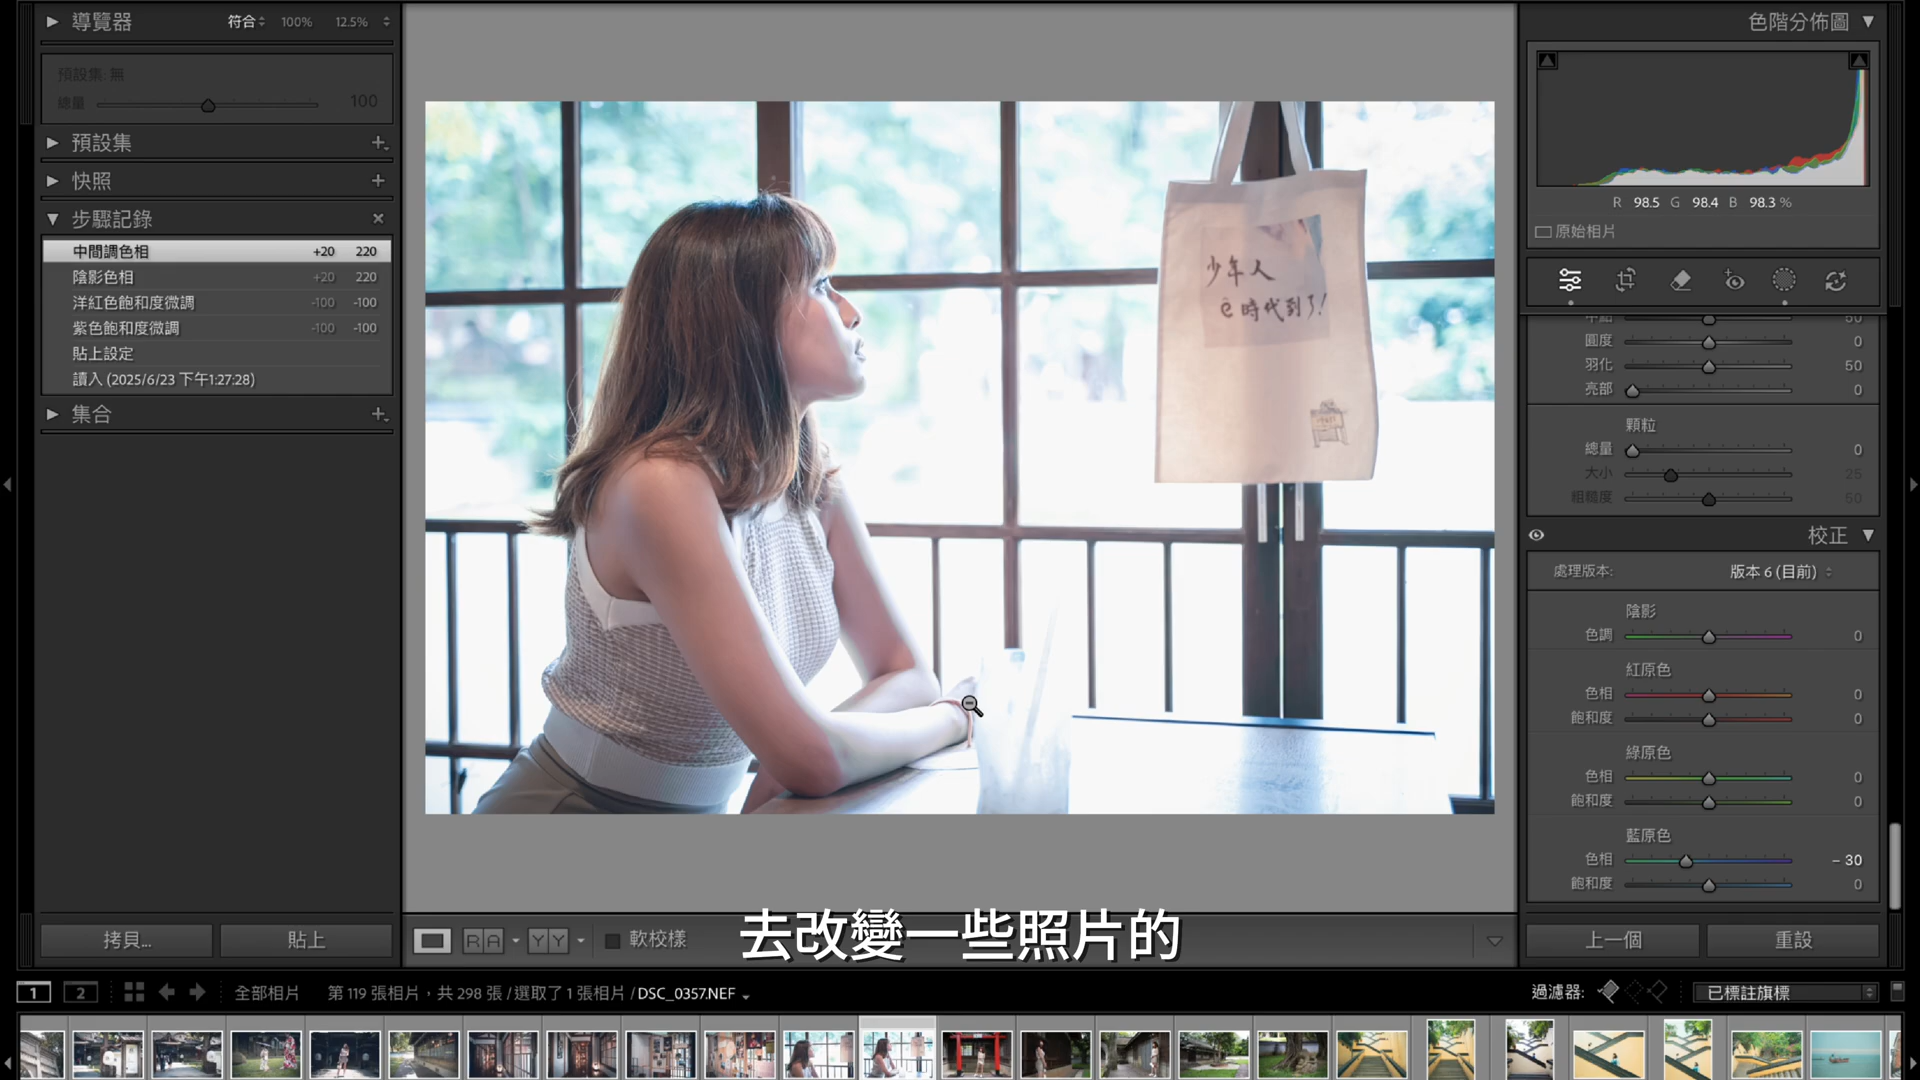 導覽器
符合 100% 12.5%
預設集: 無
總量 100
預設集
快照
步驟記錄
中間調色相 +20 220
陰影色相 +20 220
洋紅色飽和度微調 -100 -100
紫色飽和度微調 -100 -100
貼上設定
讀入 (2025/6/23 下午1:27:28)
集合
拷貝... 貼上
少年人
ê時代到了!
R A Y Y 軟校樣
去改變一些照片的
色階分佈圖
R 98.5 G 98.4 B 98.3 %
原始相片
中點 50
圓度 0
羽化 50
亮部 0
顆粒
總量 0
大小 25
粗糙度 50
校正
處理版本: 版本 6 (目前)
陰影
色調 0
紅原色
色相 0
飽和度 0
綠原色
色相 0
飽和度 0
藍原色
色相 - 30
飽和度 0
上一個 重設
1 2 全部相片 第 119 張相片,共 298 張 / 選取了 1 張相片 / DSC_0357.NEF
過濾器: 已標註旗標